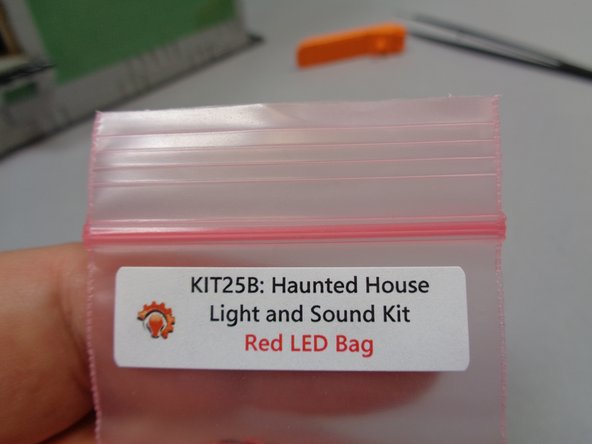 KIT25B: Haunted House
Light and Sound Kit
Red LED Bag